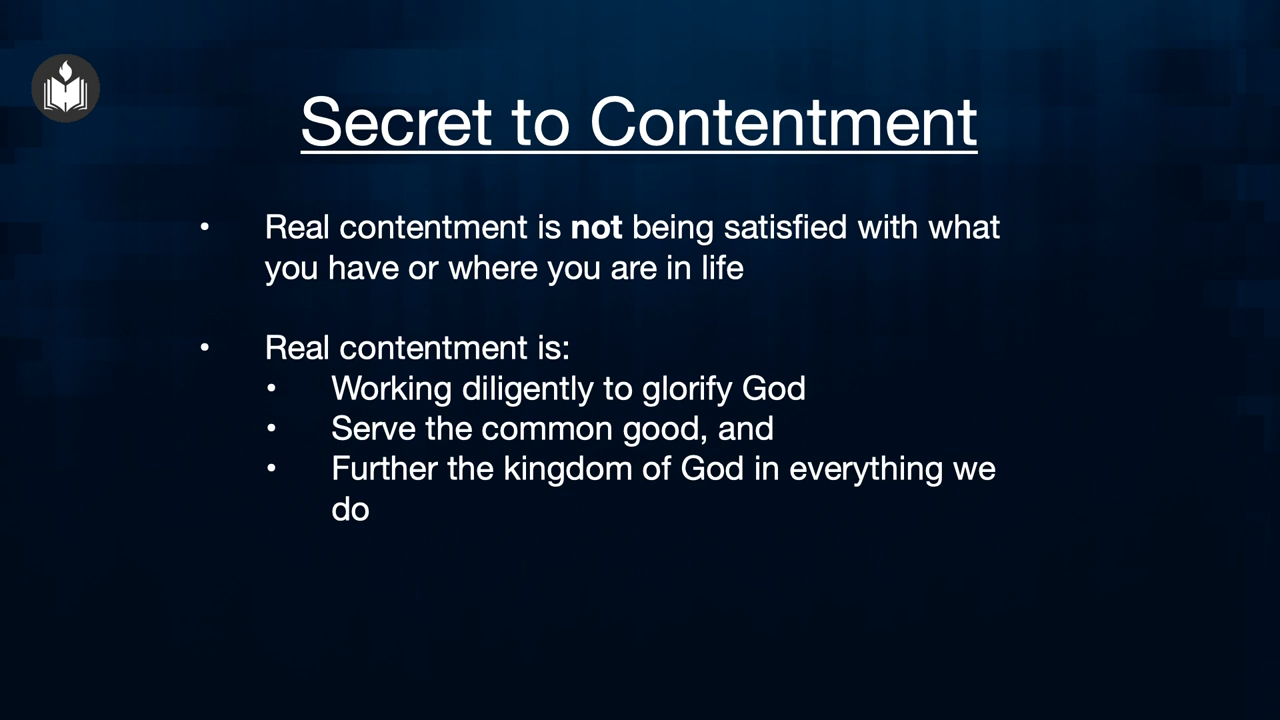 Secret to Contentment
• Real contentment is not being satisfied with what
you have or where you are in life
• Real contentment is:
• Working diligently to glorify God
• Serve the common good, and
• Further the kingdom of God in everything we
do